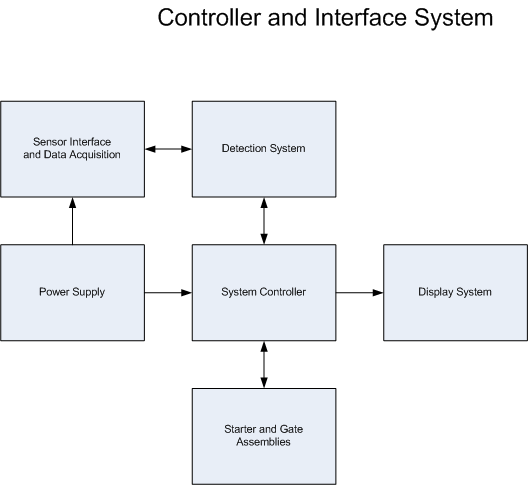 Controller and Interface System
Sensor Interface
and Data Acquisition
Detection System
Power Supply
System Controller
Display System
Starter and Gate
Assemblies